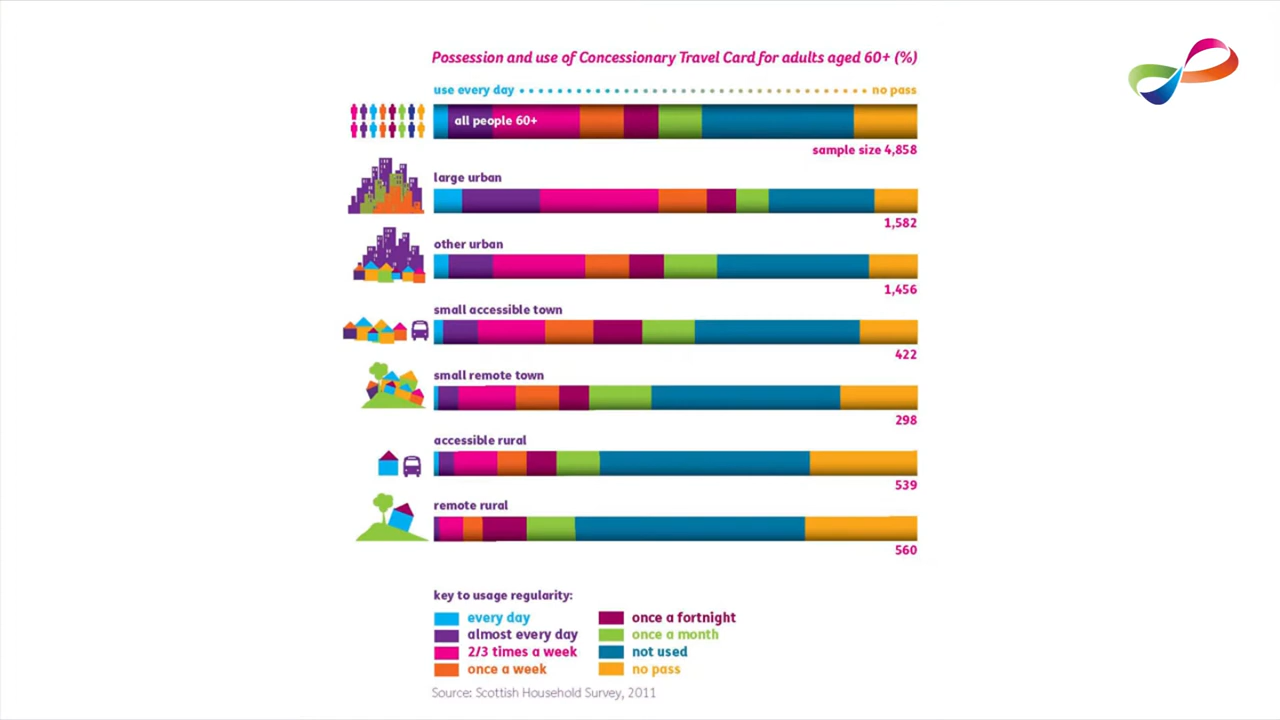 Possession and use of Concessionary Travel Card for adults aged 60+ (%)
use every day
no pass
all people 60+
sample size 4,858
large urban
1,582
other urban
1,456
small accessible town
422
small remote town
298
accessible rural
539
remote rural
560
key to usage regularity:
every day
almost every day
2/3 times a week
once a week
once a fortnight
once a month
not used
no pass
Source: Scottish Household Survey, 2011